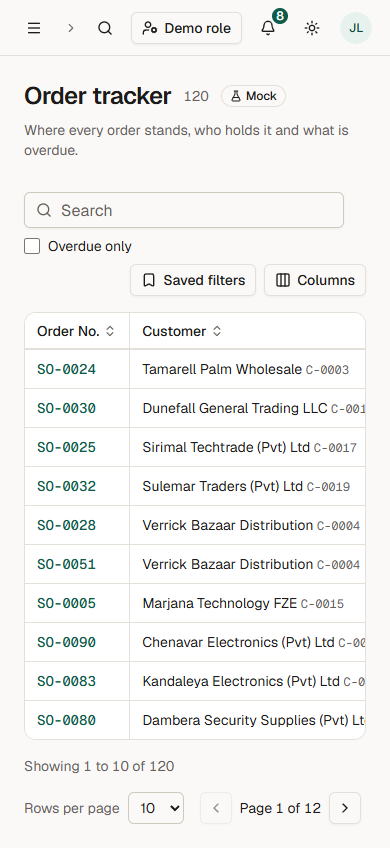 Demo role
8
JL
Order tracker 120 Mock
Where every order stands, who holds it and what is
overdue.
Search
Overdue only
Saved filters Columns
Order No. Customer
SO-0024 Tamarell Palm Wholesale C-0003
SO-0030 Dunefall General Trading LLC C-001
SO-0025 Sirimal Techtrade (Pvt) Ltd C-0017
SO-0032 Sulemar Traders (Pvt) Ltd C-0019
SO-0028 Verrick Bazaar Distribution C-0004
SO-0051 Verrick Bazaar Distribution C-0004
SO-0005 Marjana Technology FZE C-0015
SO-0090 Chenavar Electronics (Pvt) Ltd C-00
SO-0083 Kandaleya Electronics (Pvt) Ltd C-0
SO-0080 Dambera Security Supplies (Pvt) Lt
Showing 1 to 10 of 120
Rows per page 10 Page 1 of 12